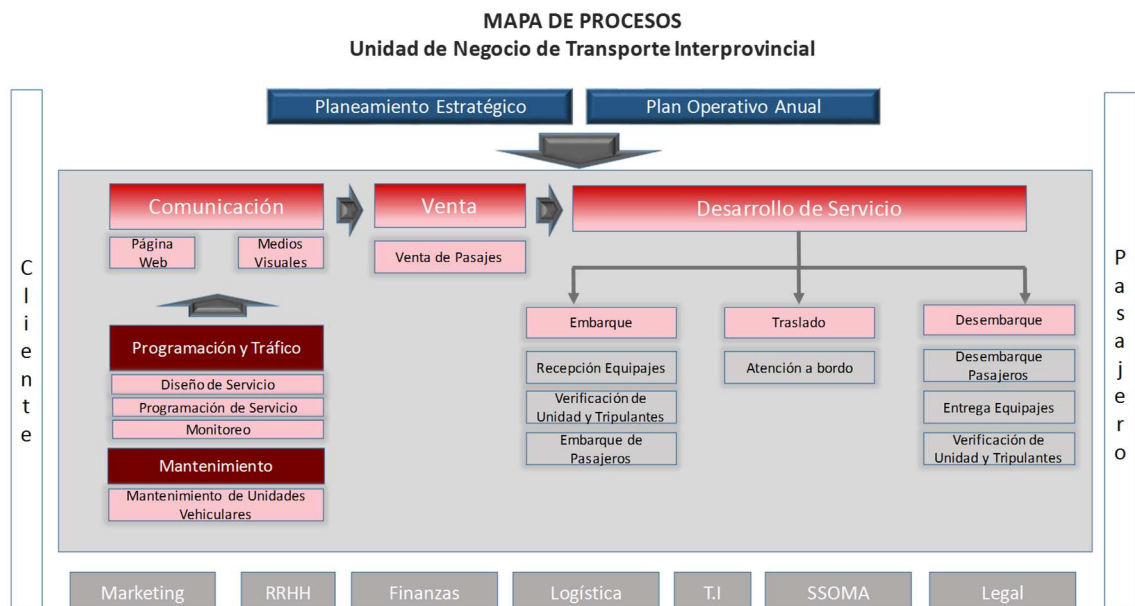 MAPA DE PROCESOS
Unidad de Negocio de Transporte Interprovincial
Planeamiento Estratégico
Plan Operativo Anual
Cliente
Comunicación
Venta
Desarrollo de Servicio
Página
Web
Medios
Visuales
Venta de Pasajes
Programación y Tráfico
Diseño de Servicio
Programación de Servicio
Monitoreo
Mantenimiento
Mantenimiento de Unidades
Vehiculares
Embarque
Recepción Equipajes
Verificación de
Unidad y Tripulantes
Embarque de
Pasajeros
Traslado
Atención a bordo
Desembarque
Desembarque
Pasajeros
Entrega Equipajes
Verificación de
Unidad y Tripulantes
Pasajero
Marketing
RRHH
Finanzas
Logística
T.I
SSOMA
Legal